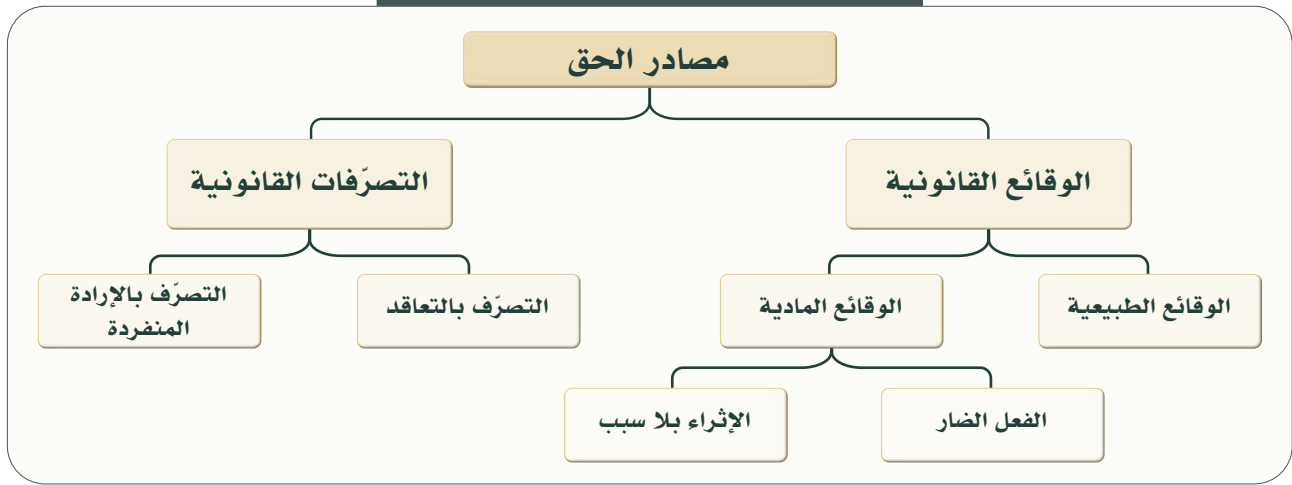 مصادر الحق
الوقائع القانونية
التصرّفات القانونية
الوقائع الطبيعية
الوقائع المادية
التصرّف بالتعاقد
التصرّف بالإرادة
المنفردة
الفعل الضار
الإثراء بلا سبب